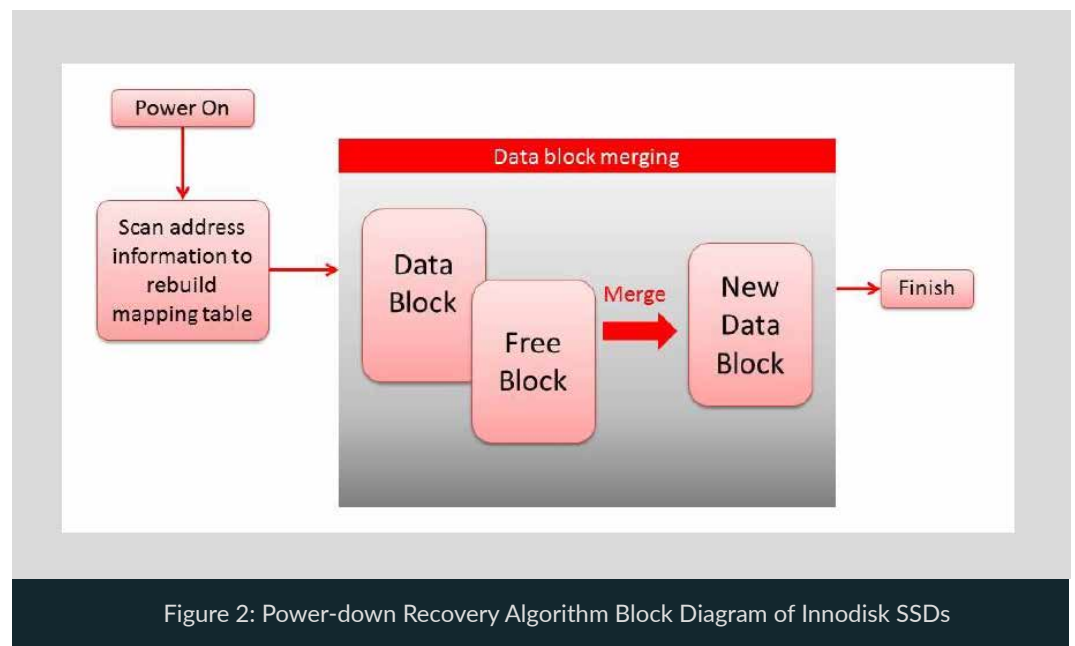 Power On
Scan address
information to
rebuild
mapping table
Data block merging
Data
Block
Free
Block
Merge
New
Data
Block
Finish
Figure 2: Power-down Recovery Algorithm Block Diagram of Innodisk SSDs